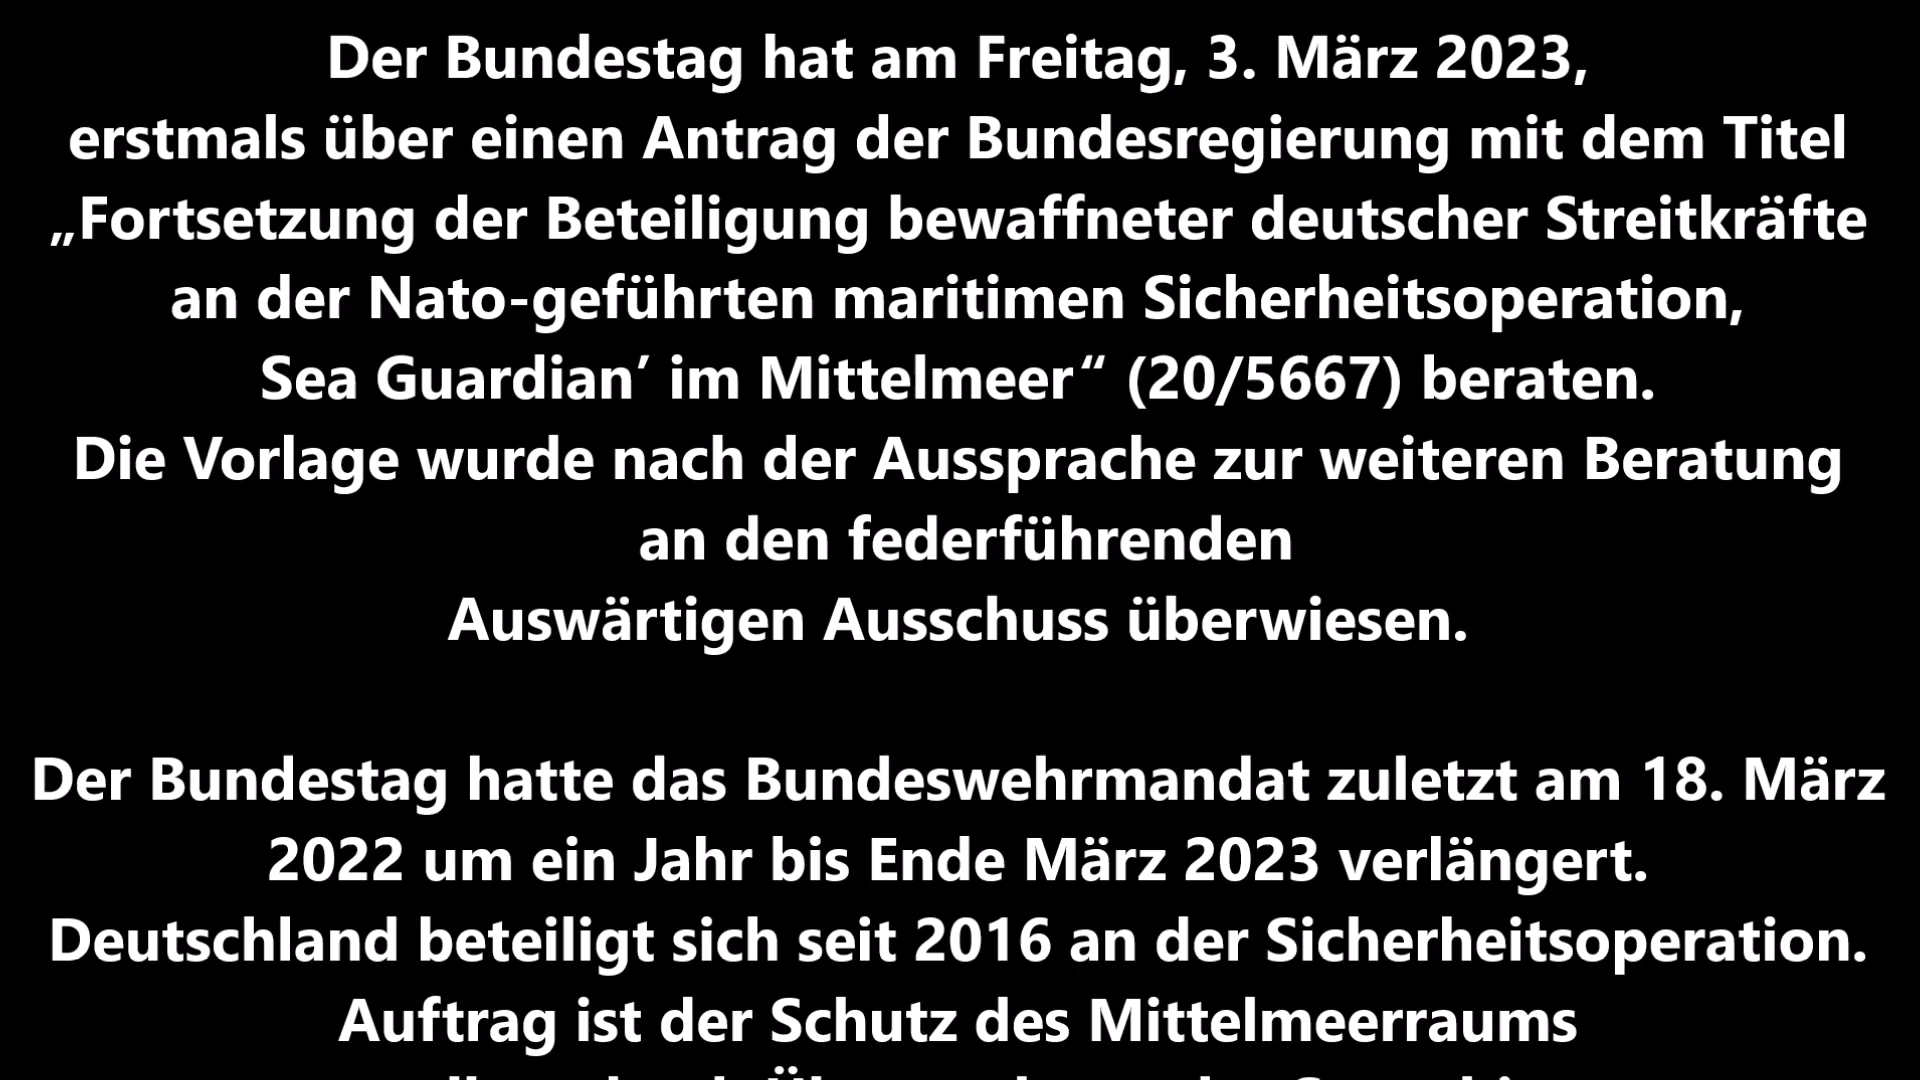 Der Bundestag hat am Freitag, 3. März 2023,
erstmals über einen Antrag der Bundesregierung mit dem Titel
„Fortsetzung der Beteiligung bewaffneter deutscher Streitkräfte
an der Nato-geführten maritimen Sicherheitsoperation,
Sea Guardian’ im Mittelmeer“ (20/5667) beraten.
Die Vorlage wurde nach der Aussprache zur weiteren Beratung
an den federführenden
Auswärtigen Ausschuss überwiesen.
Der Bundestag hatte das Bundeswehrmandat zuletzt am 18. März
2022 um ein Jahr bis Ende März 2023 verlängert.
Deutschland beteiligt sich seit 2016 an der Sicherheitsoperation.
Auftrag ist der Schutz des Mittelmeerraums